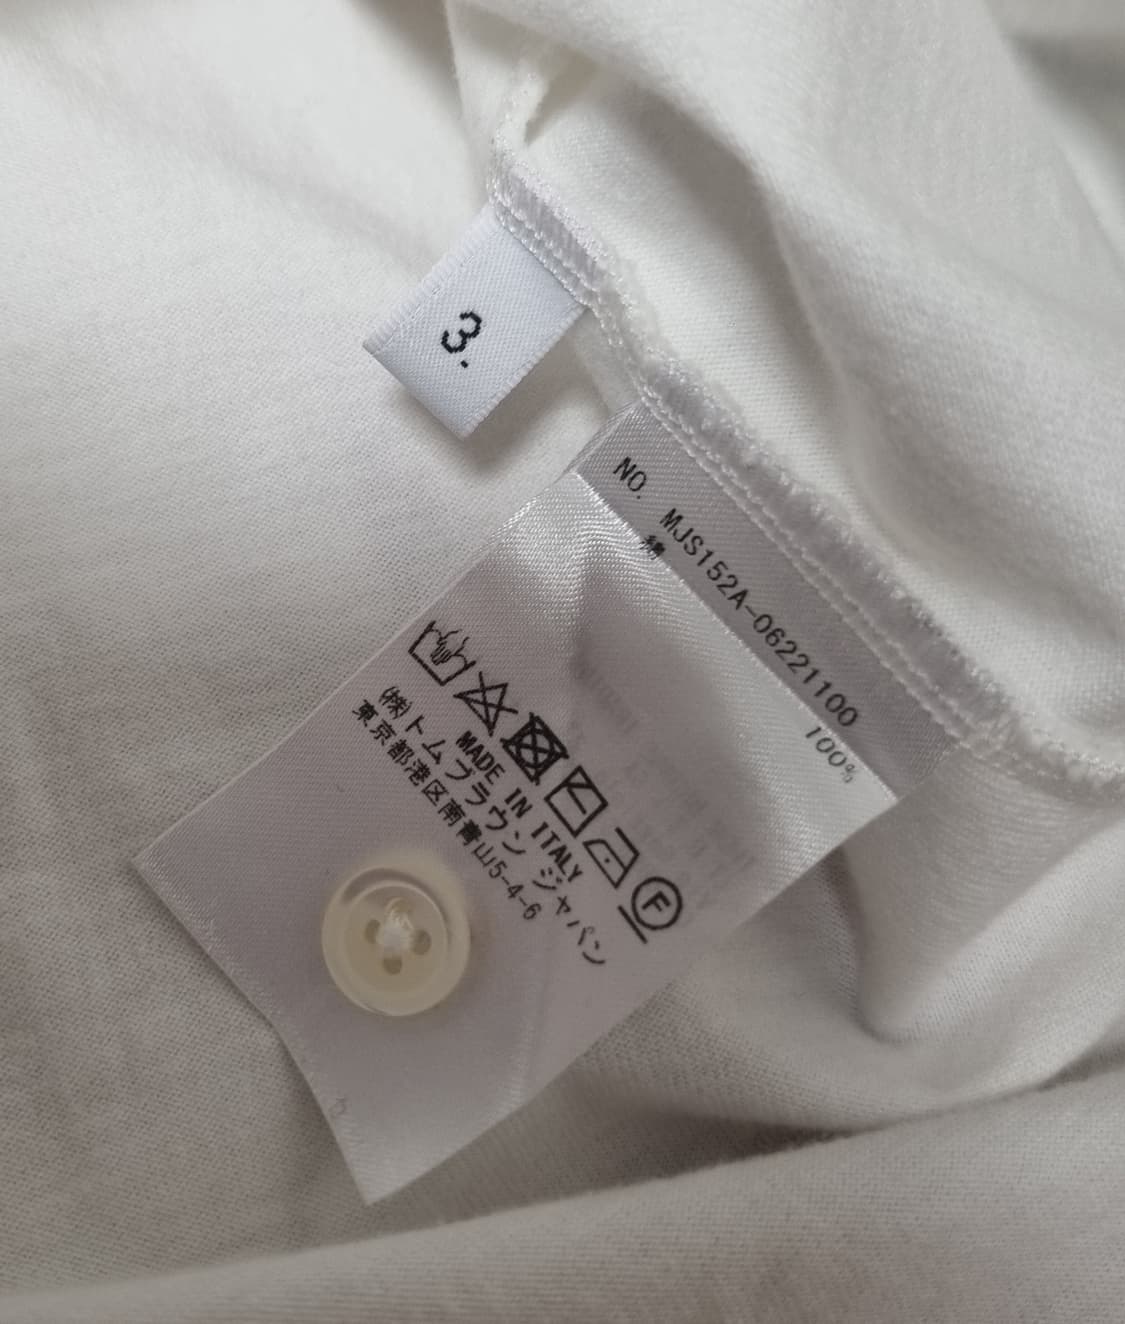 3.
NO. MJS152A-06221100
綿 100%
F
MADE IN ITALY
(株)トムブラウン ジャパン
東京都港区南青山5-4-6